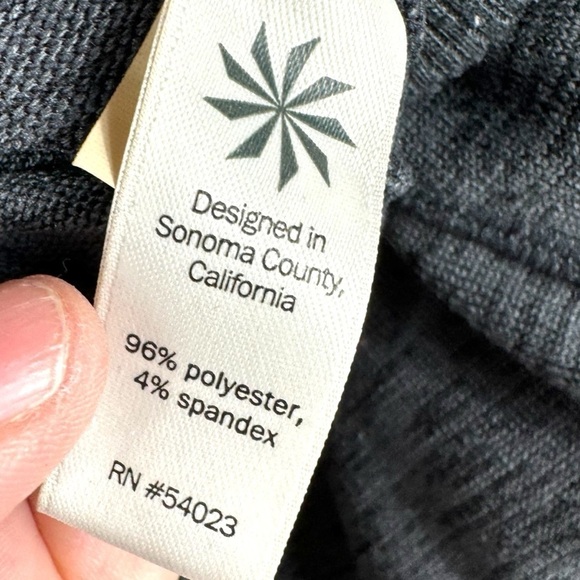 Designed in
Sonoma County,
California
96% polyester,
4% spandex
RN #54023